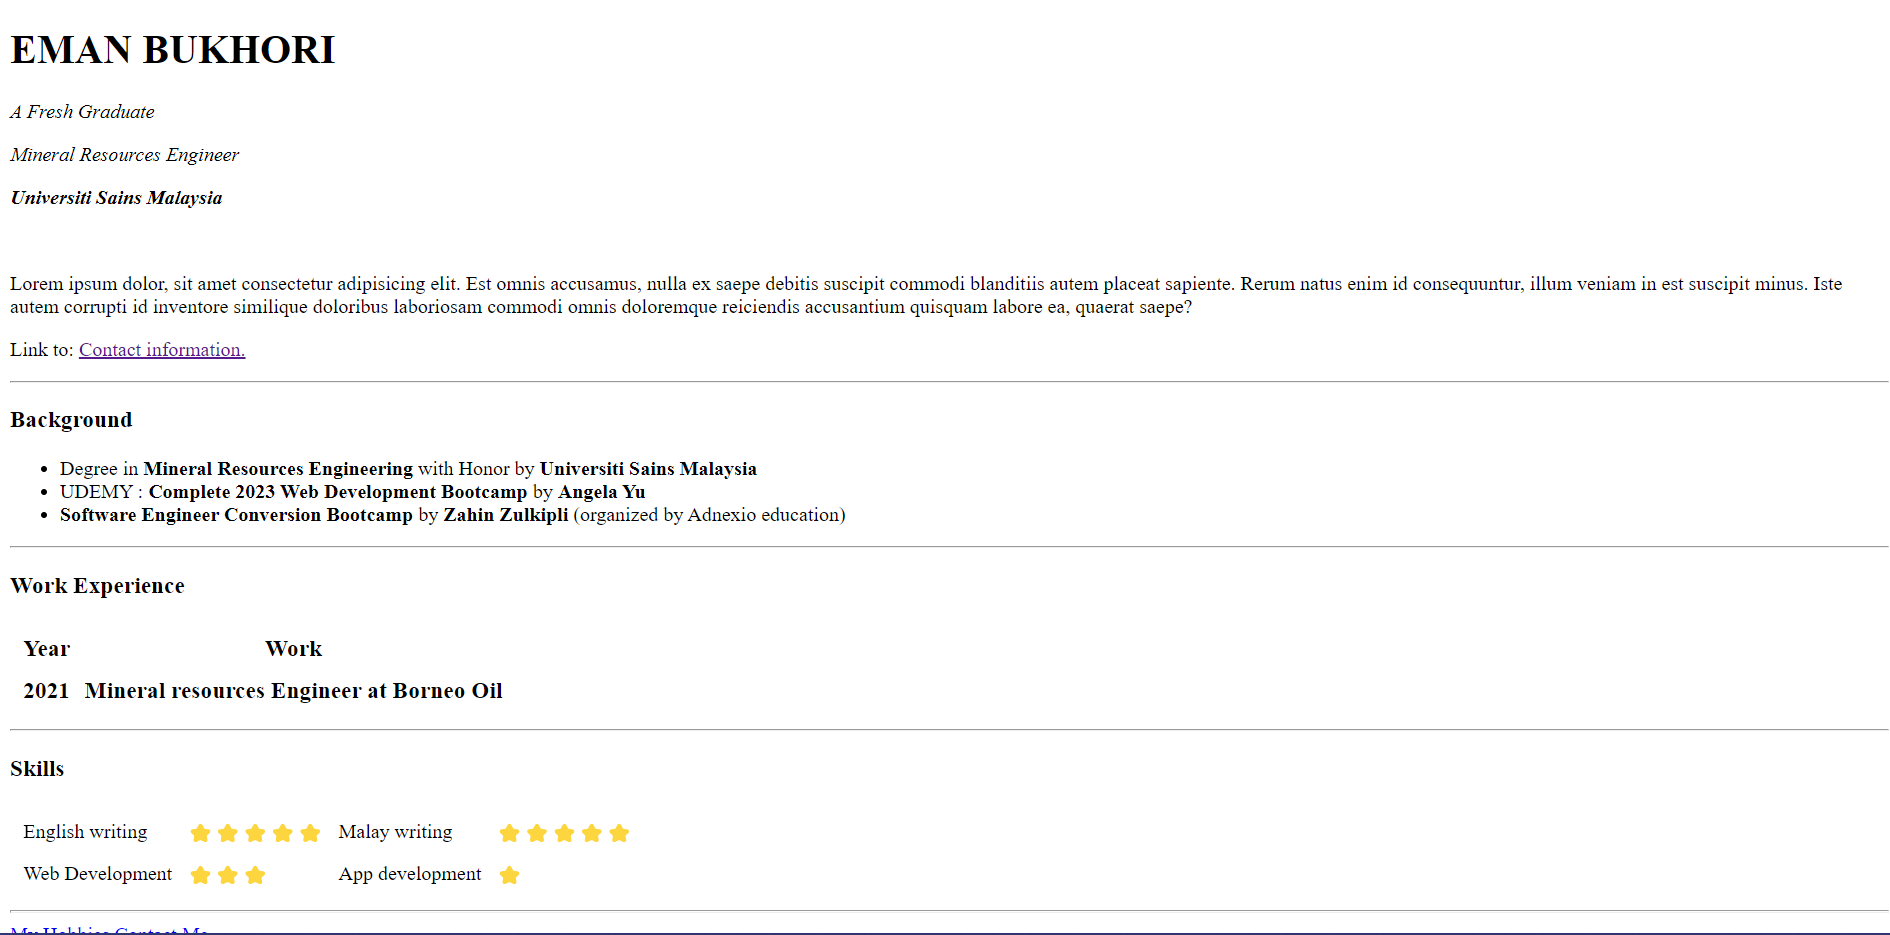 EMAN BUKHORI
A Fresh Graduate
Mineral Resources Engineer
Universiti Sains Malaysia
Lorem ipsum dolor, sit amet consectetur adipisicing elit. Est omnis accusamus, nulla ex saepe debitis suscipit commodi blanditiis autem placeat sapiente. Rerum natus enim id consequuntur, illum veniam in est suscipit minus. Iste
autem corrupti id inventore similique doloribus laboriosam commodi omnis doloremque reiciendis accusantium quisquam labore ea, quaerat saepe?
Link to: Contact information.
Background
• Degree in Mineral Resources Engineering with Honor by Universiti Sains Malaysia
• UDEMY : Complete 2023 Web Development Bootcamp by Angela Yu
• Software Engineer Conversion Bootcamp by Zahin Zulkipli (organized by Adnexio education)
Work Experience
Year Work
2021 Mineral resources Engineer at Borneo Oil
Skills
English writing Malay writing
Web Development App development
My Hobbies Contact Me